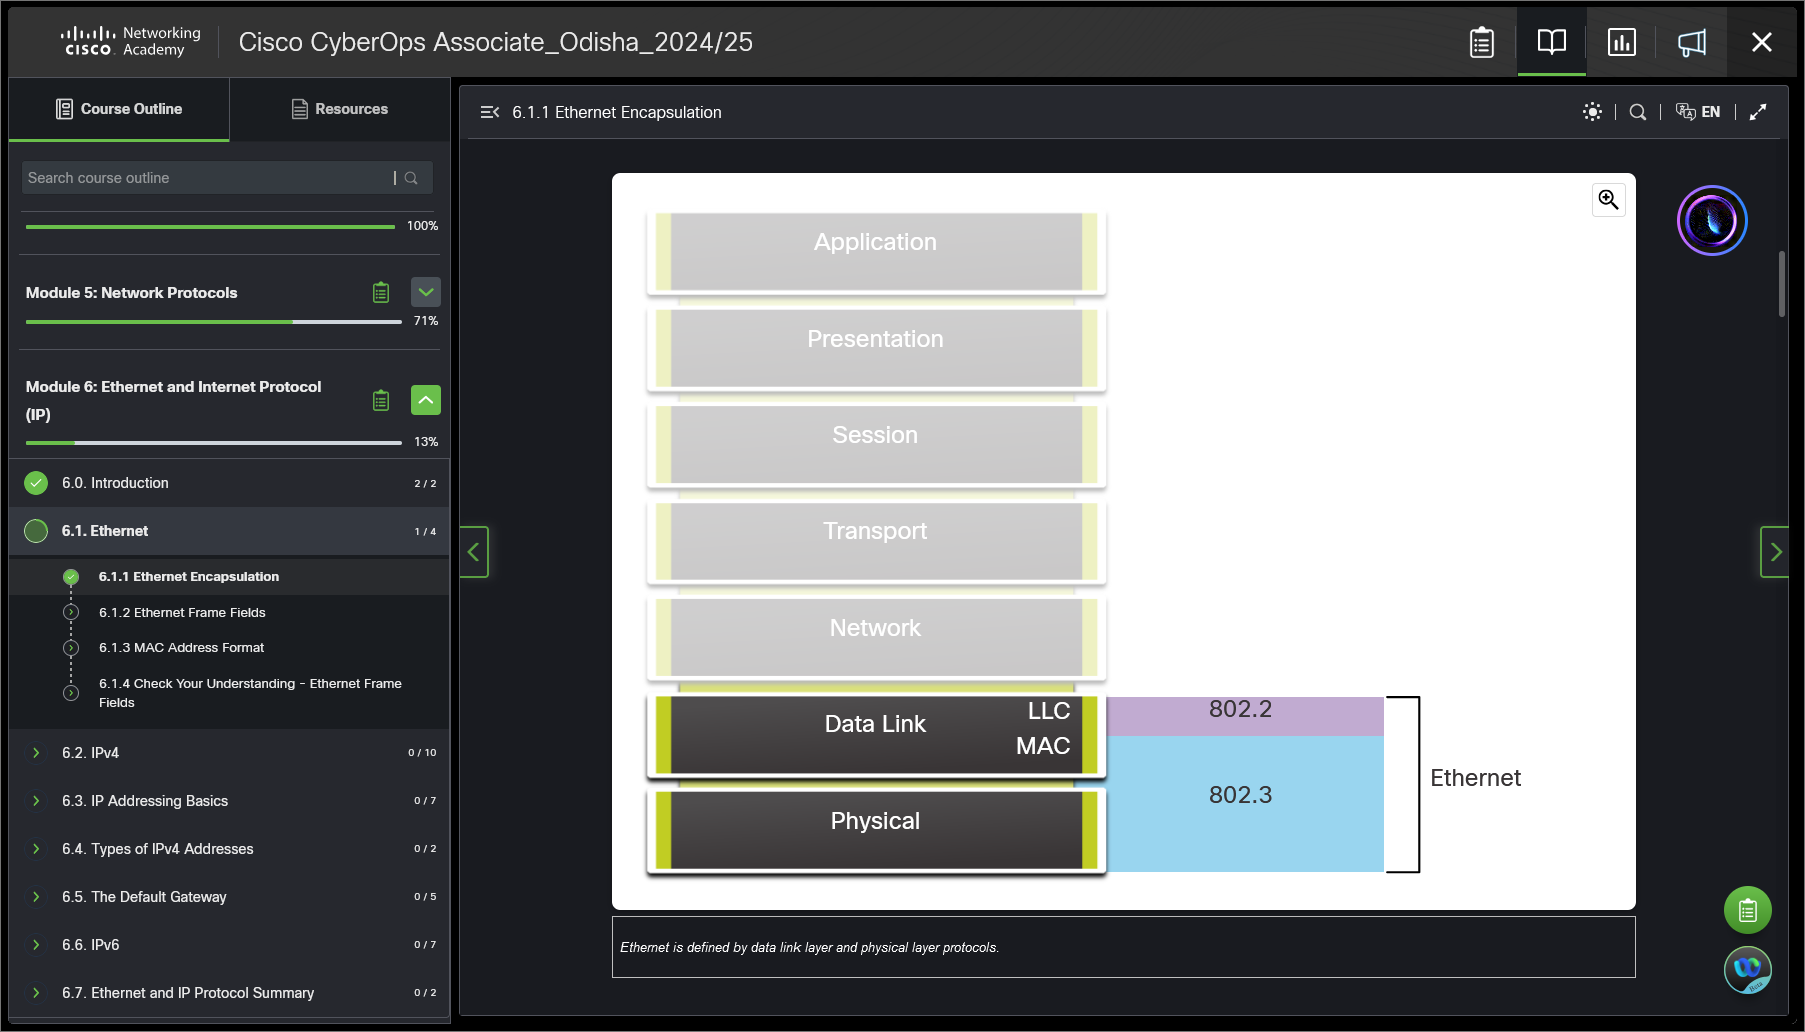 Networking
CISCO Academy
Cisco CyberOps Associate_Odisha_2024/25
Course Outline
Resources
Search course outline
100%
Module 5: Network Protocols
71%
Module 6: Ethernet and Internet Protocol
(IP)
13%
6.0. Introduction
2 / 2
6.1. Ethernet
1 / 4
6.1.1 Ethernet Encapsulation
6.1.2 Ethernet Frame Fields
6.1.3 MAC Address Format
6.1.4 Check Your Understanding - Ethernet Frame
Fields
6.2. IPv4
0 / 10
6.3. IP Addressing Basics
0 / 7
6.4. Types of IPv4 Addresses
0 / 2
6.5. The Default Gateway
0 / 5
6.6. IPv6
0 / 7
6.7. Ethernet and IP Protocol Summary
0 / 2
6.1.1 Ethernet Encapsulation
EN
Application
Presentation
Session
Transport
Network
Data Link
LLC
MAC
Physical
802.2
802.3
Ethernet
Ethernet is defined by data link layer and physical layer protocols.
Beta